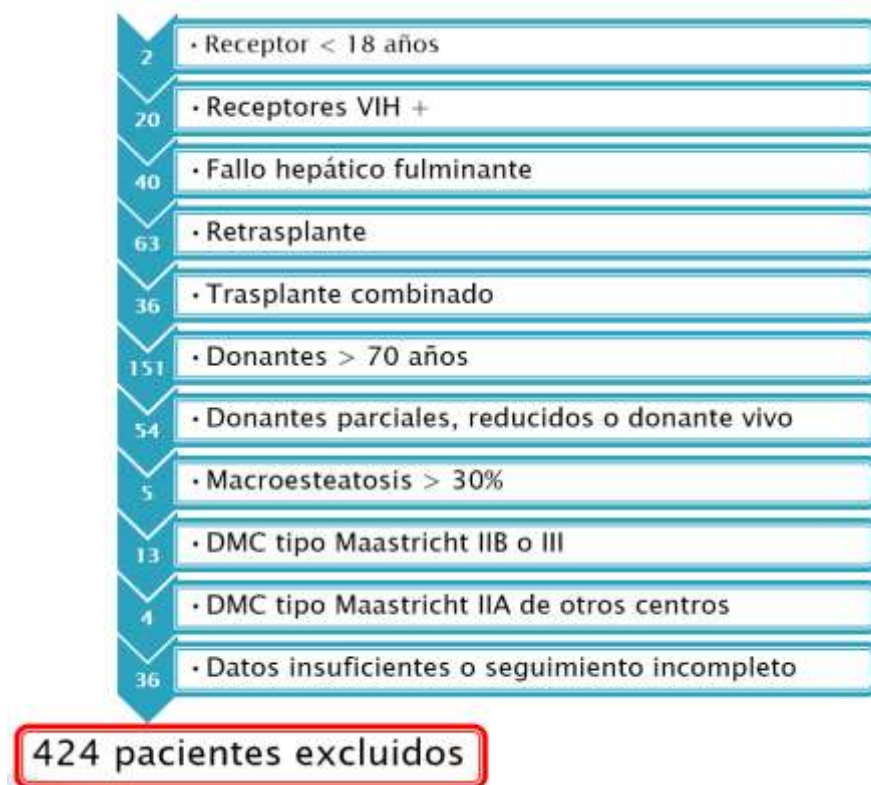 2 · Receptor < 18 años
20 · Receptores VIH +
40 · Fallo hepático fulminante
63 · Retrasplante
36 · Trasplante combinado
151 · Donantes > 70 años
54 · Donantes parciales, reducidos o donante vivo
5 · Macroesteatosis > 30%
13 · DMC tipo Maastricht IIB o III
4 · DMC tipo Maastricht IIA de otros centros
36 · Datos insuficientes o seguimiento incompleto
424 pacientes excluidos